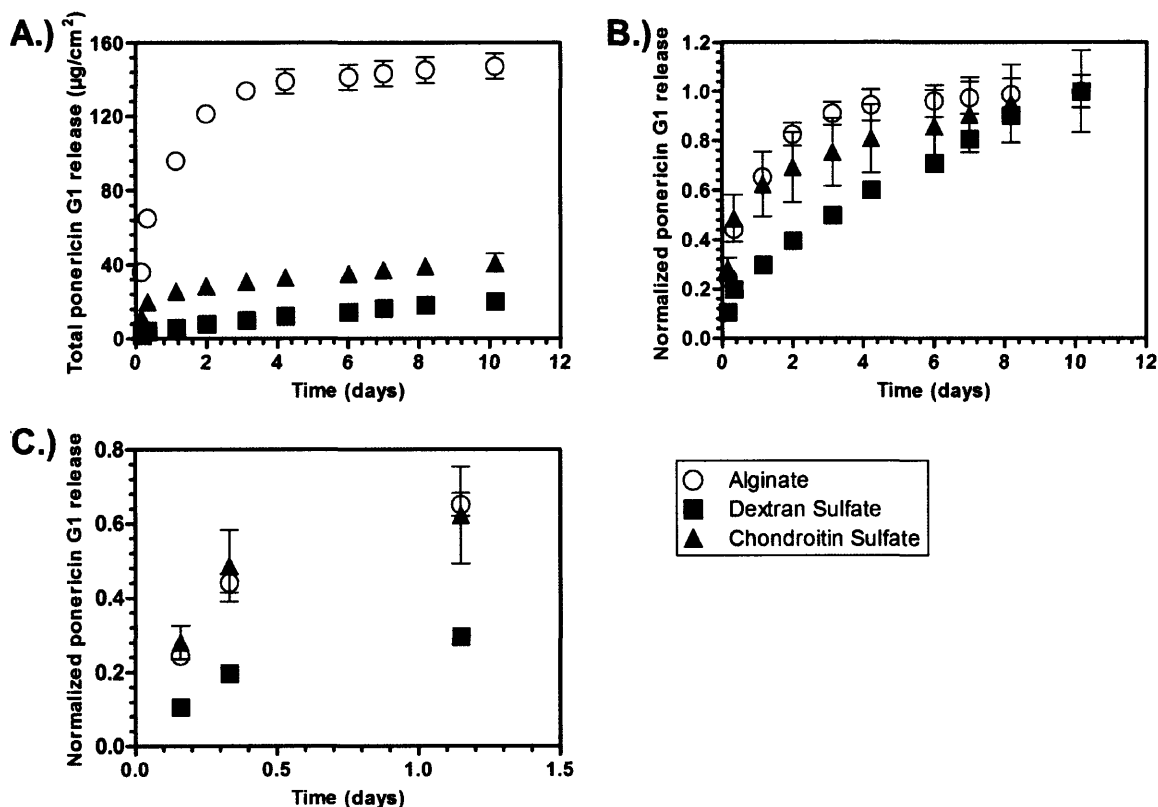 A.)
Total ponericin G1 release (µg/cm²)
160
120
80
40
0
0 2 4 6 8 10 12
Time (days)
B.)
Normalized ponericin G1 release
1.2
1.0
0.8
0.6
0.4
0.2
0.0
0 2 4 6 8 10 12
Time (days)
C.)
Normalized ponericin G1 release
0.8
0.6
0.4
0.2
0.0
0.0 0.5 1.0 1.5
Time (days)
Alginate
Dextran Sulfate
Chondroitin Sulfate